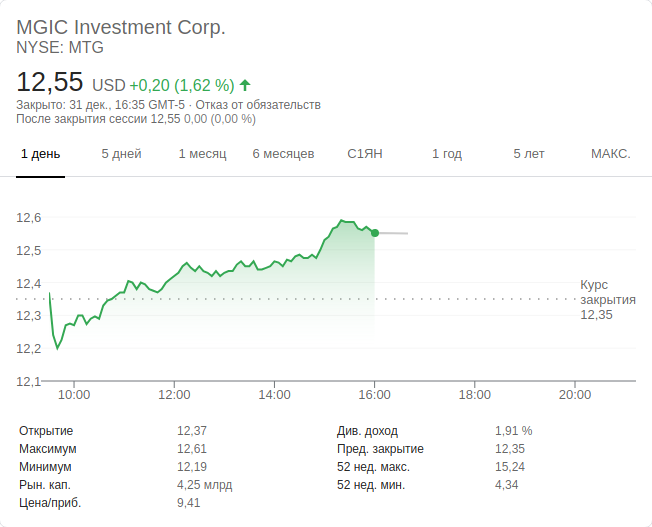 MGIC Investment Corp.
NYSE: MTG
12,55 USD +0,20 (1,62 %)
Закрыто: 31 дек., 16:35 GMT-5 · Отказ от обязательств
После закрытия сессии 12,55 0,00 (0,00 %)
1 день 5 дней 1 месяц 6 месяцев С1ЯН 1 год 5 лет МАКС.
12,6
12,5
12,4
12,3
12,2
12,1
Курс
закрытия
12,35
10:00 12:00 14:00 16:00 18:00 20:00
Открытие 12,37 Див. доход 1,91 %
Максимум 12,61 Пред. закрытие 12,35
Минимум 12,19 52 нед. макс. 15,24
Рын. кап. 4,25 млрд 52 нед. мин. 4,34
Цена/приб. 9,41